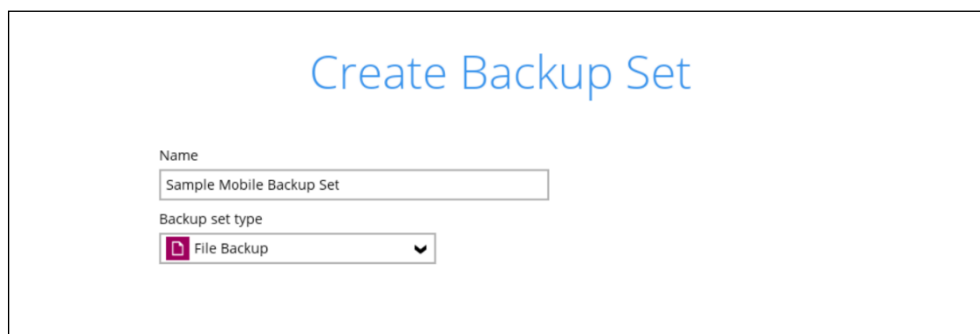 Create Backup Set
Name
Sample Mobile Backup Set
Backup set type
File Backup